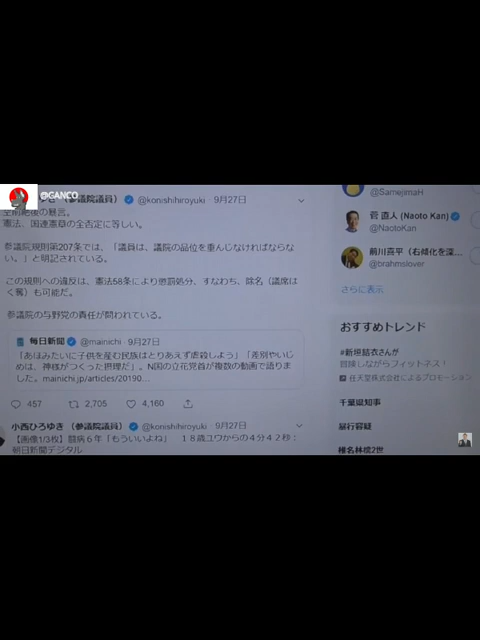 @GANCO
ゆき（参議院議員） @konishihiroyuki・9月27日
空前絶後の暴言。
憲法、国連憲章の全否定に等しい。
参議院規則第207条では、「議員は、議院の品位を重んじなければならな
い。」と明記されている。
この規則への違反は、憲法58条により懲罰処分、すなわち、除名（議席は
く奪）も可能だ。
参議院の与野党の責任が問われている。
毎日新聞 @mainichi・9月27日
「あほみたいに子供を産む民族はとりあえず虐殺しよう」「差別やいじ
めは、神様がつくった摂理だ」。N国の立花党首が複数の動画で語りま
した。mainichi.jp/articles/20190...
457 2,705 4,160
小西ひろゆき （参議院議員） @konishihiroyuki・9月27日
【画像1/3枚】闘病６年「もういいよね」 １８歳ユウからの４分４２秒：
朝日新聞デジタル
@SamejimaH
菅 直人 (Naoto Kan)
@NaotoKan
前川喜平（右傾化を深...
@brahmslover
さらに表示
おすすめトレンド
#新垣結衣さんが
冒険しながらフィットネス！
任天堂株式会社によるプロモーション
千葉県知事
暴行容疑
椎名林檎2世